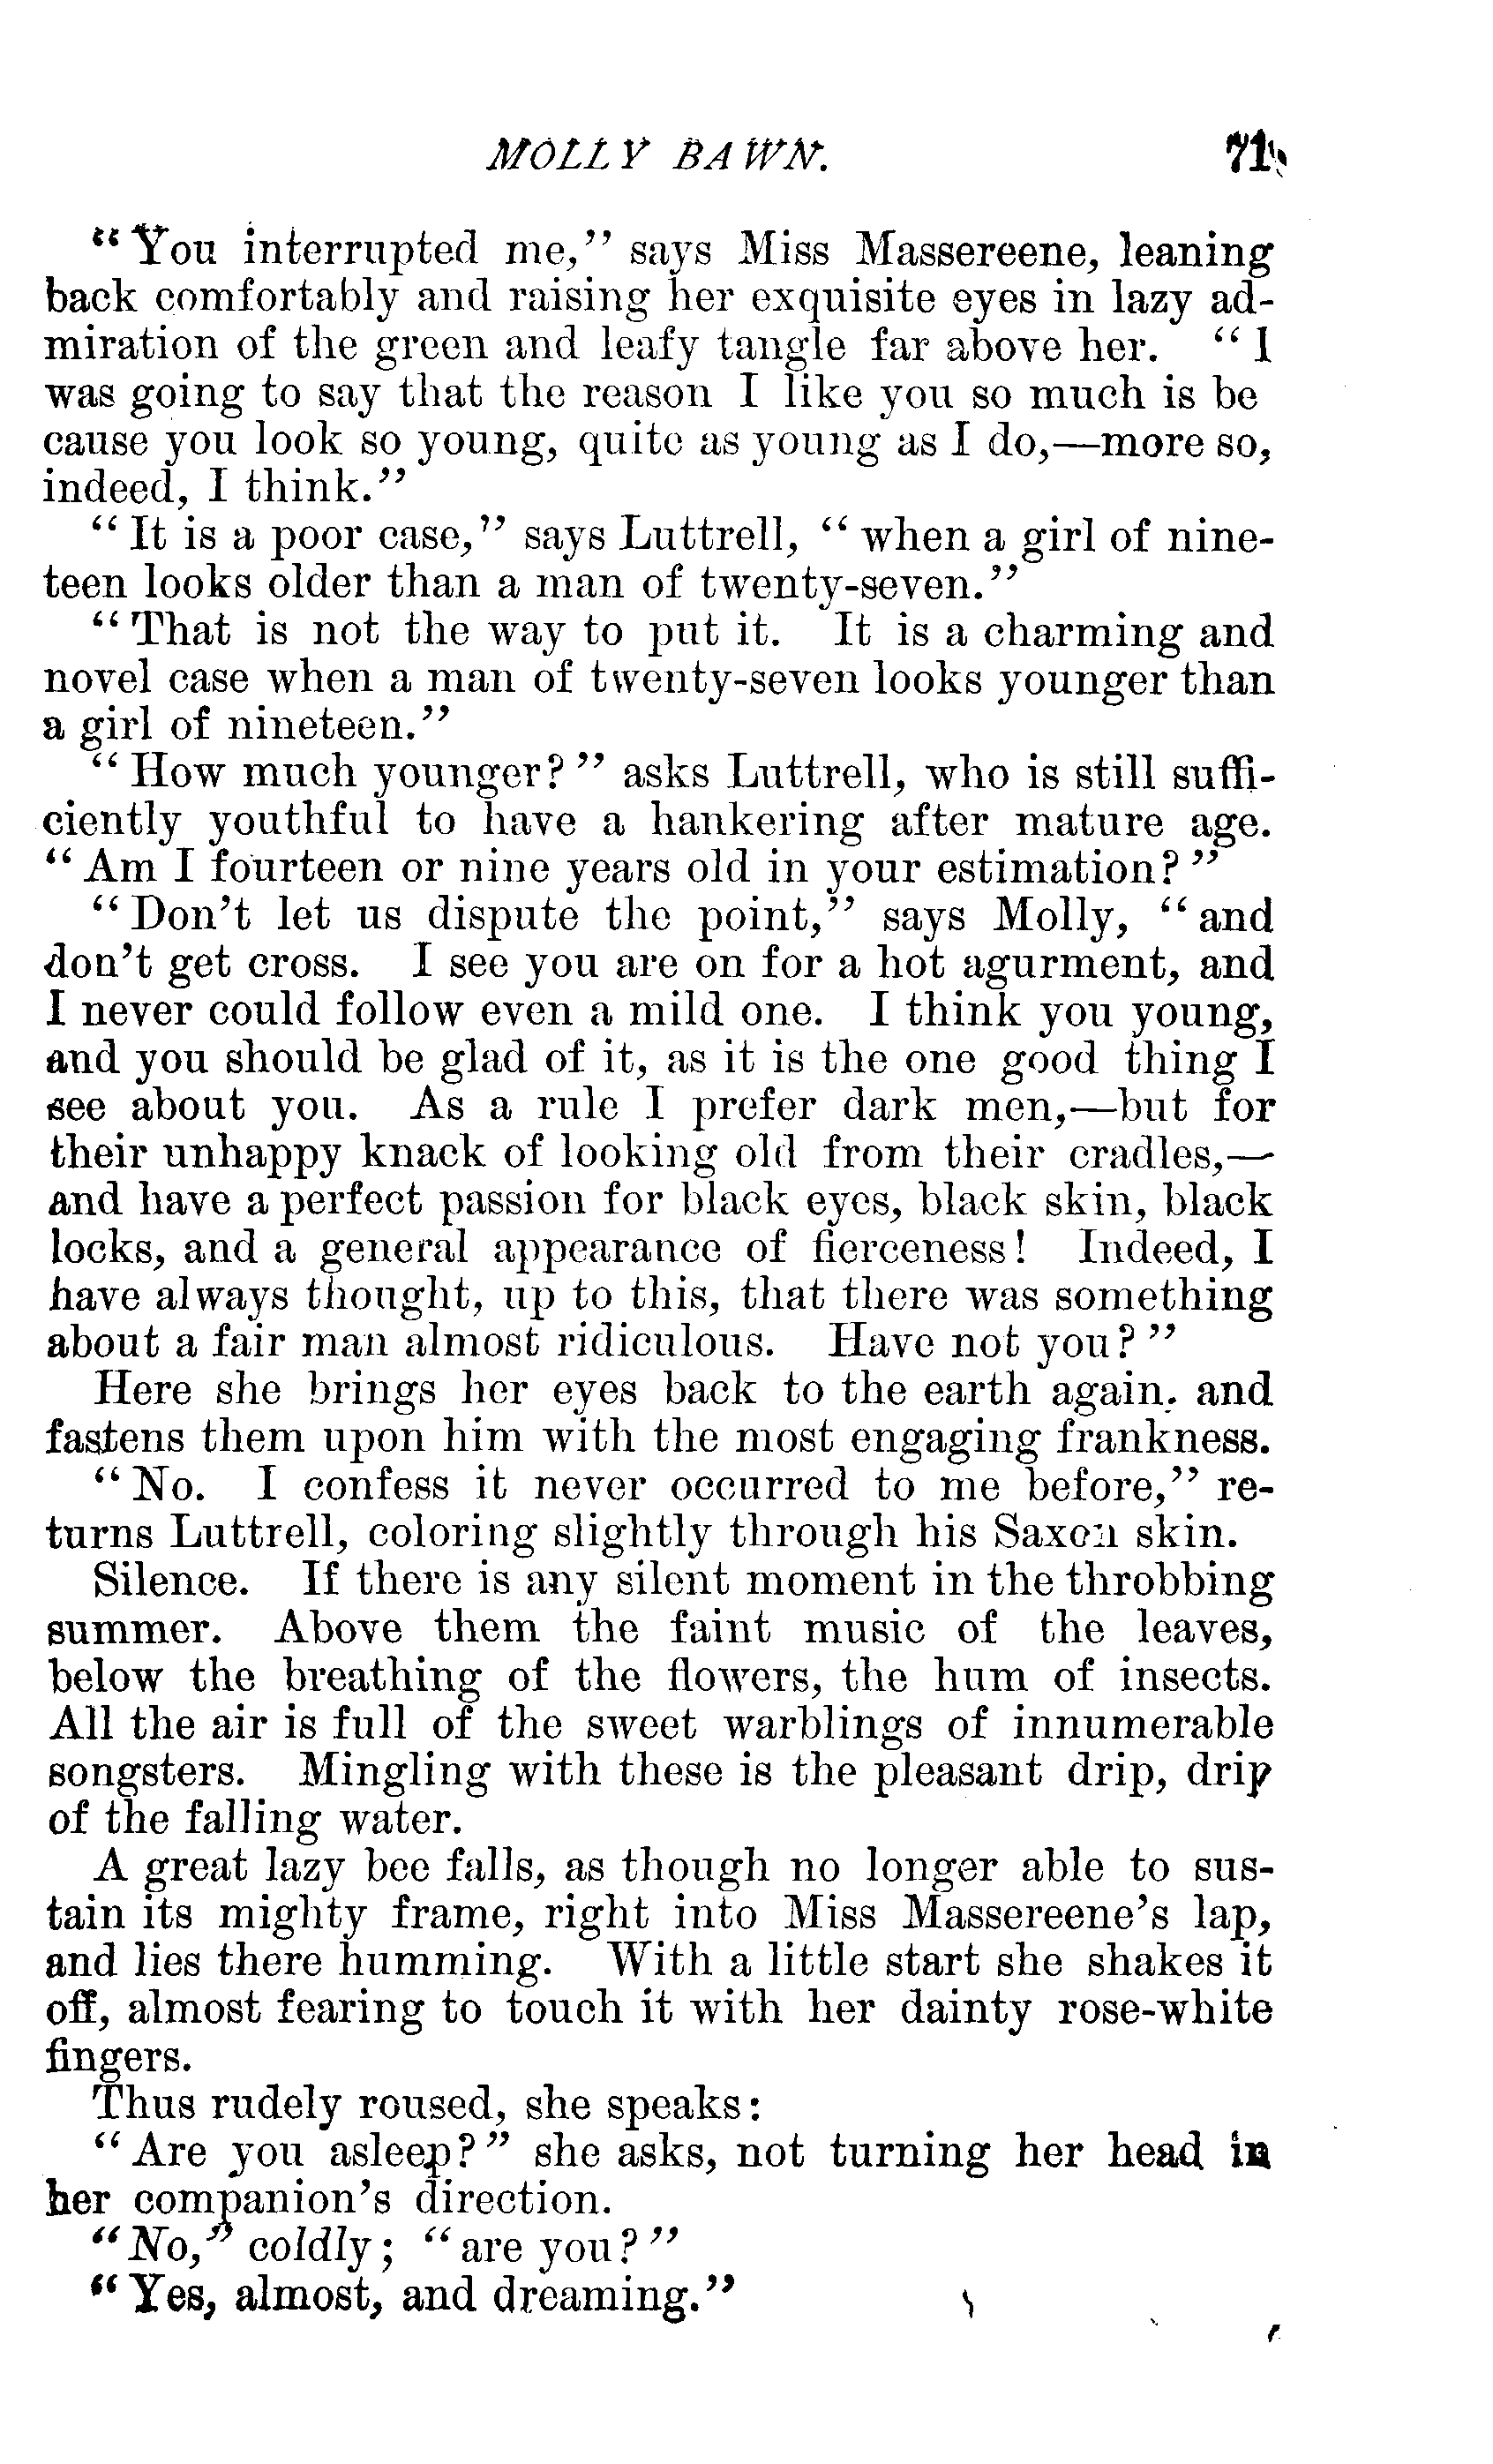 MOLLY BAWN. 71
"You interrupted me," says Miss Massereene, leaning
back comfortably and raising her exquisite eyes in lazy ad-
miration of the green and leafy tangle far above her. "I
was going to say that the reason I like you so much is be
cause you look so young, quite as young as I do,—more so,
indeed, I think."
"It is a poor case," says Luttrell, "when a girl of nine-
teen looks older than a man of twenty-seven."
"That is not the way to put it. It is a charming and
novel case when a man of twenty-seven looks younger than
a girl of nineteen."
"How much younger?" asks Luttrell, who is still suffi-
ciently youthful to have a hankering after mature age.
"Am I fourteen or nine years old in your estimation?"
"Don't let us dispute the point," says Molly, "and
don't get cross. I see you are on for a hot agurment, and
I never could follow even a mild one. I think you young,
and you should be glad of it, as it is the one good thing I
see about you. As a rule I prefer dark men,—but for
their unhappy knack of looking old from their cradles,—
and have a perfect passion for black eyes, black skin, black
locks, and a general appearance of fierceness! Indeed, I
have always thought, up to this, that there was something
about a fair man almost ridiculous. Have not you?"
Here she brings her eyes back to the earth again, and
fastens them upon him with the most engaging frankness.
"No. I confess it never occurred to me before," re-
turns Luttrell, coloring slightly through his Saxon skin.
Silence. If there is any silent moment in the throbbing
summer. Above them the faint music of the leaves,
below the breathing of the flowers, the hum of insects.
All the air is full of the sweet warblings of innumerable
songsters. Mingling with these is the pleasant drip, drip
of the falling water.
A great lazy bee falls, as though no longer able to sus-
tain its mighty frame, right into Miss Massereene's lap,
and lies there humming. With a little start she shakes it
off, almost fearing to touch it with her dainty rose-white
fingers.
Thus rudely roused, she speaks:
"Are you asleep?" she asks, not turning her head in
her companion's direction.
"No," coldly; "are you?"
"Yes, almost, and dreaming."